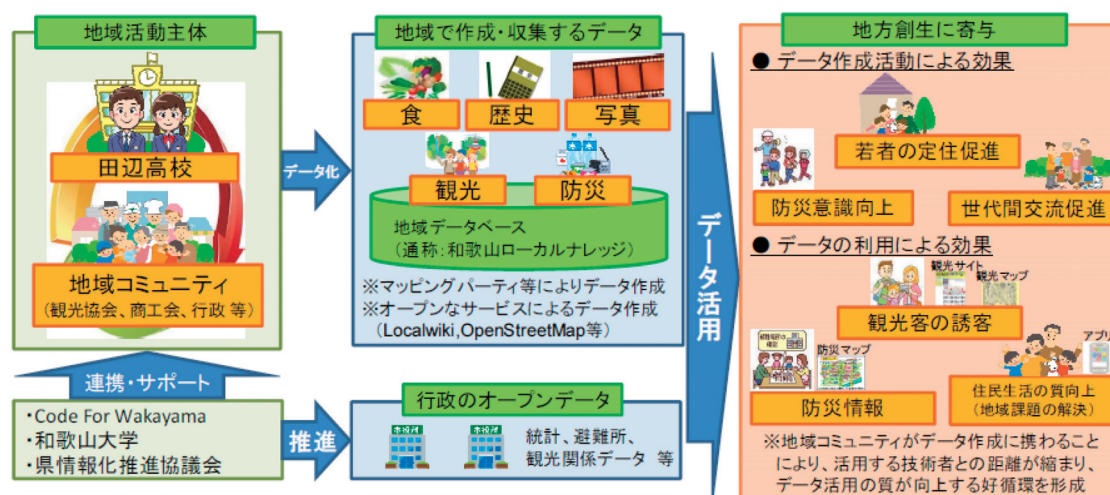 地域活動主体
田辺高校
地域コミュニティ
(観光協会、商工会、行政 等)
連携・サポート
・Code For Wakayama
・和歌山大学
・県情報化推進協議会
データ化
推進
地域で作成・収集するデータ
食
歴史
写真
観光
防災
地域データベース
(通称:和歌山ローカルナレッジ)
※マッピングパーティ等によりデータ作成
※オープンなサービスによるデータ作成
(Localwiki,OpenStreetMap等)
行政のオープンデータ
市役所
市役所
統計、避難所、
観光関係データ 等
データ活用
地方創生に寄与
● データ作成活動による効果
若者の定住促進
防災意識向上
世代間交流促進
● データの利用による効果
観光サイト
観光マップ
観光客の誘客
防災マップ
アプリ
防災情報
住民生活の質向上
(地域課題の解決)
※地域コミュニティがデータ作成に携わること
により、活用する技術者との距離が縮まり、
データ活用の質が向上する好循環を形成